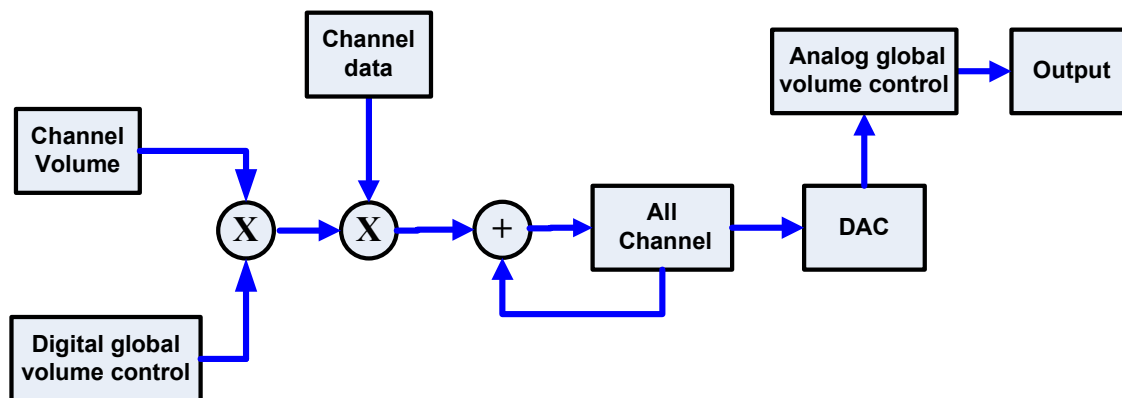 Channel
data
Analog global
volume control
Output
Channel
Volume
X
X
+
All
Channel
DAC
Digital global
volume control